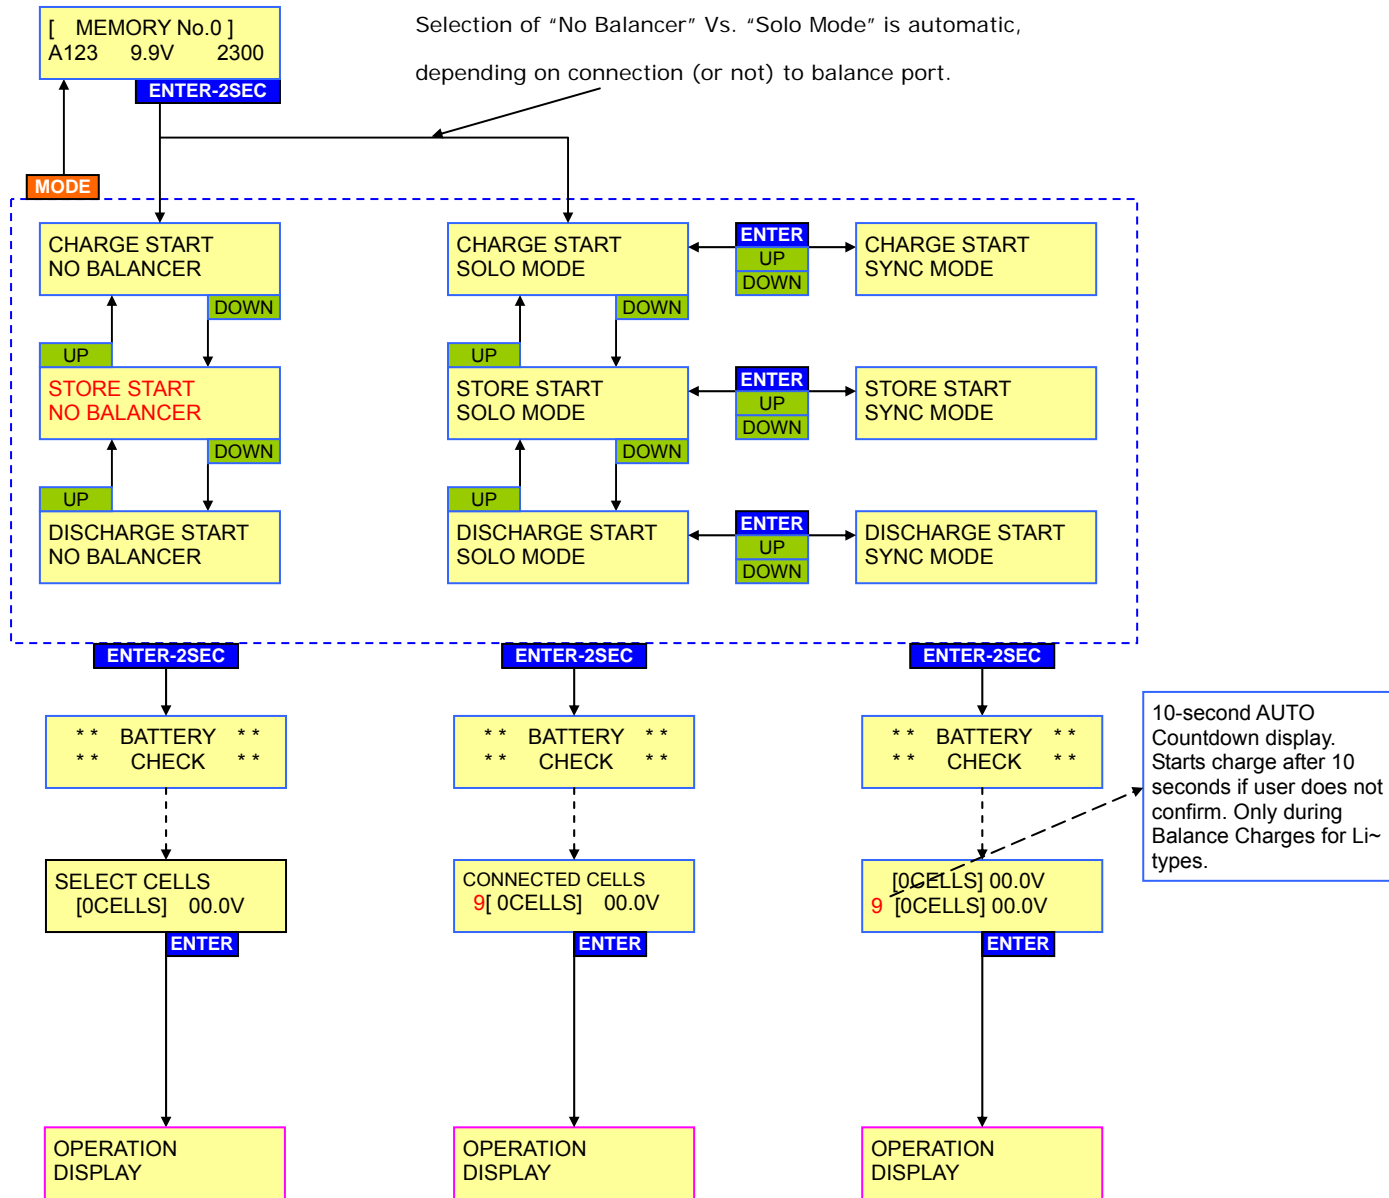 [ MEMORY No.0 ]
A123 9.9V 2300
ENTER-2SEC
Selection of “No Balancer” Vs. “Solo Mode” is automatic,
depending on connection (or not) to balance port.
MODE
CHARGE START
NO BALANCER
DOWN
UP
STORE START
NO BALANCER
DOWN
UP
DISCHARGE START
NO BALANCER
CHARGE START
SOLO MODE
DOWN
UP
STORE START
SOLO MODE
DOWN
UP
DISCHARGE START
SOLO MODE
ENTER
UP
DOWN
ENTER
UP
DOWN
ENTER
UP
DOWN
CHARGE START
SYNC MODE
STORE START
SYNC MODE
DISCHARGE START
SYNC MODE
ENTER-2SEC
** BATTERY **
** CHECK **
SELECT CELLS
[0CELLS] 00.0V
ENTER
OPERATION
DISPLAY
ENTER-2SEC
** BATTERY **
** CHECK **
CONNECTED CELLS
9[ 0CELLS] 00.0V
ENTER
OPERATION
DISPLAY
ENTER-2SEC
** BATTERY **
** CHECK **
[0CELLS] 00.0V
9 [0CELLS] 00.0V
ENTER
OPERATION
DISPLAY
10-second AUTO
Countdown display.
Starts charge after 10
seconds if user does not
confirm. Only during
Balance Charges for Li~
types.